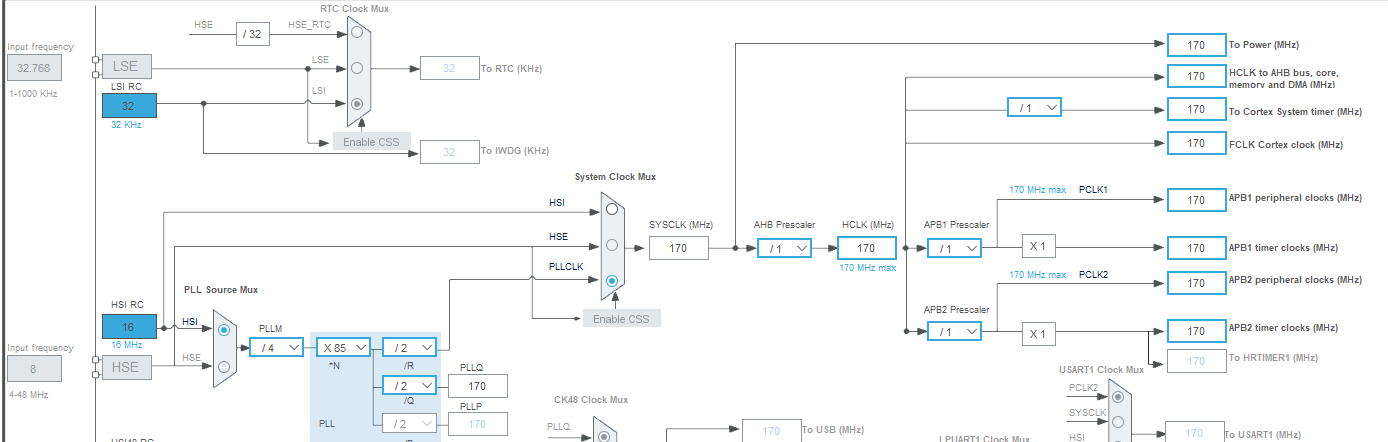 RTC Clock Mux
HSE
/ 32
HSE_RTC
Input frequency
32.768
1-1000 KHz
LSE
LSE
32
To RTC (KHz)
LSI RC
32
32 KHz
LSI
Enable CSS
32
To IWDG (KHz)
170
To Power (MHz)
170
HCLK to AHB bus, core,
memory and DMA (MHz)
/ 1
170
To Cortex System timer (MHz)
170
FCLK Cortex clock (MHz)
System Clock Mux
HSI
HSE
PLLCLK
Enable CSS
SYSCLK (MHz)
170
AHB Prescaler
/ 1
HCLK (MHz)
170
170 MHz max
APB1 Prescaler
/ 1
170 MHz max
PCLK1
170
APB1 peripheral clocks (MHz)
X 1
170
APB1 timer clocks (MHz)
170 MHz max
PCLK2
170
APB2 peripheral clocks (MHz)
APB2 Prescaler
/ 1
X 1
170
APB2 timer clocks (MHz)
170
To HRTIMER1 (MHz)
PLL Source Mux
HSI RC
16
16 MHz
HSI
Input frequency
8
4-48 MHz
HSE
HSE
PLLM
/ 4
X 85
*N
/ 2
/R
/ 2
/Q
PLLQ
170
PLL
/ 2
PLLP
170
CK48 Clock Mux
PLLQ
170
To USB (MHz)
USART1 Clock Mux
PCLK2
SYSCLK
HSI
170
To USART1 (MHz)
LPUART1 Clock Mux
HSI48 RC